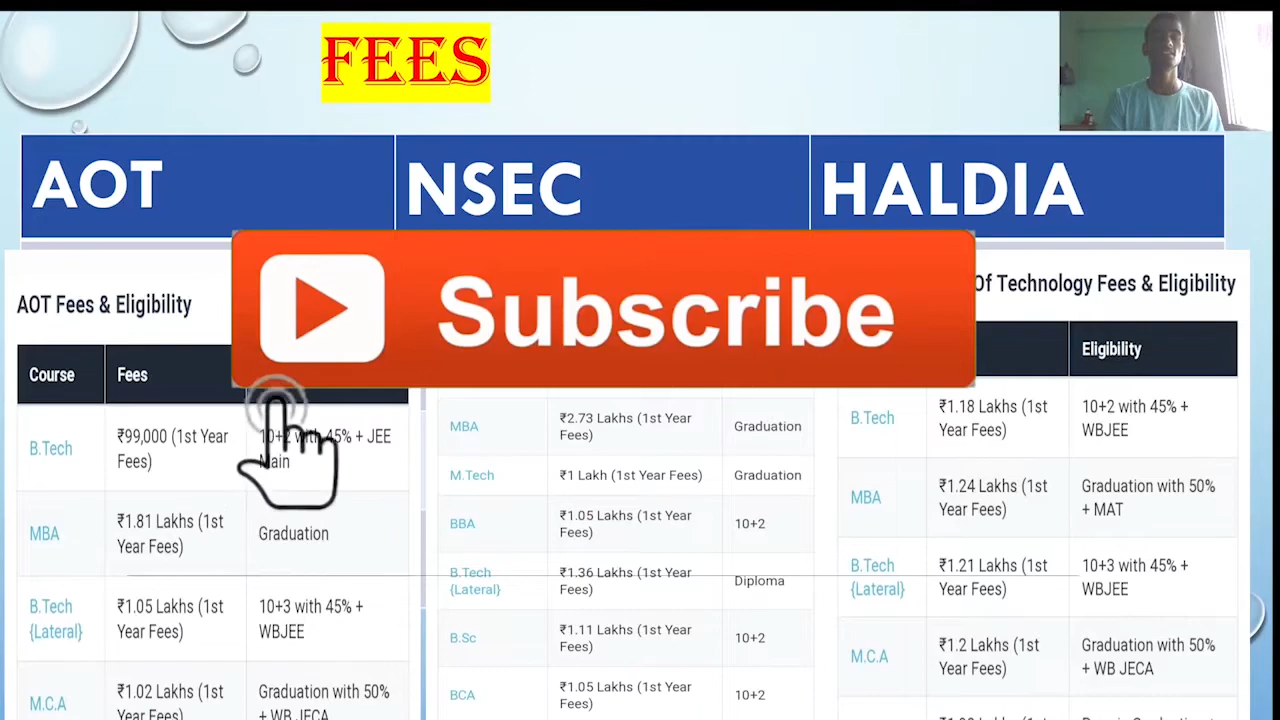 FEES
AOT
NSEC
HALDIA
Subscribe
AOT Fees & Eligibility
Course
Fees
B.Tech
₹99,000 (1st Year
Fees)
10+2 with 45% + JEE
Main
MBA
₹1.81 Lakhs (1st
Year Fees)
Graduation
B.Tech
{Lateral}
₹1.05 Lakhs (1st
Year Fees)
10+3 with 45% +
WBJEE
M.C.A
₹1.02 Lakhs (1st
Year Fees)
Graduation with 50%
+ WB JECA
MBA
₹2.73 Lakhs (1st Year
Fees)
Graduation
M.Tech
₹1 Lakh (1st Year Fees)
Graduation
BBA
₹1.05 Lakhs (1st Year
Fees)
10+2
B.Tech
{Lateral}
₹1.36 Lakhs (1st Year
Fees)
Diploma
B.Sc
₹1.11 Lakhs (1st Year
Fees)
10+2
BCA
₹1.05 Lakhs (1st Year
Fees)
10+2
Of Technology Fees & Eligibility
Eligibility
B.Tech
₹1.18 Lakhs (1st
Year Fees)
10+2 with 45% +
WBJEE
MBA
₹1.24 Lakhs (1st
Year Fees)
Graduation with 50%
+ MAT
B.Tech
{Lateral}
₹1.21 Lakhs (1st
Year Fees)
10+3 with 45% +
WBJEE
M.C.A
₹1.2 Lakhs (1st
Year Fees)
Graduation with 50%
+ WB JECA